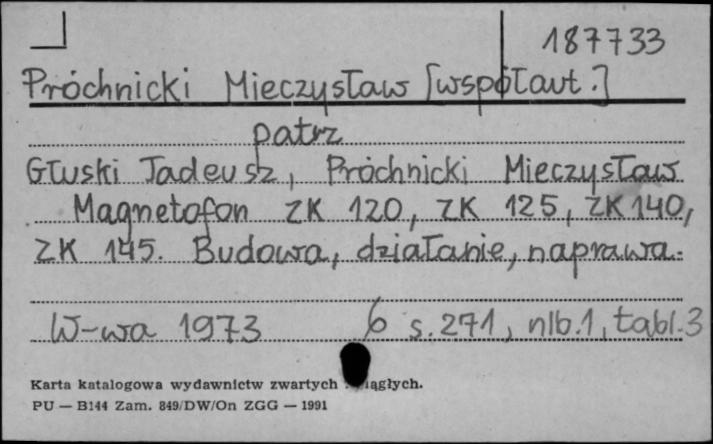 187733
Próchnicki Mieczysław [współaut.]
patrz
Głuski Tadeusz, Próchnicki Mieczysław
Magnetofon ZK 120, ZK 125, ZK 140,
ZK 145. Budowa, działanie, naprawa.
W-wa 1973 6 s. 271, nlb. 1, tabl. 3
Karta katalogowa wydawnictw zwartych
PU — B144 Zam. 849/DW/On ZGG — 1991